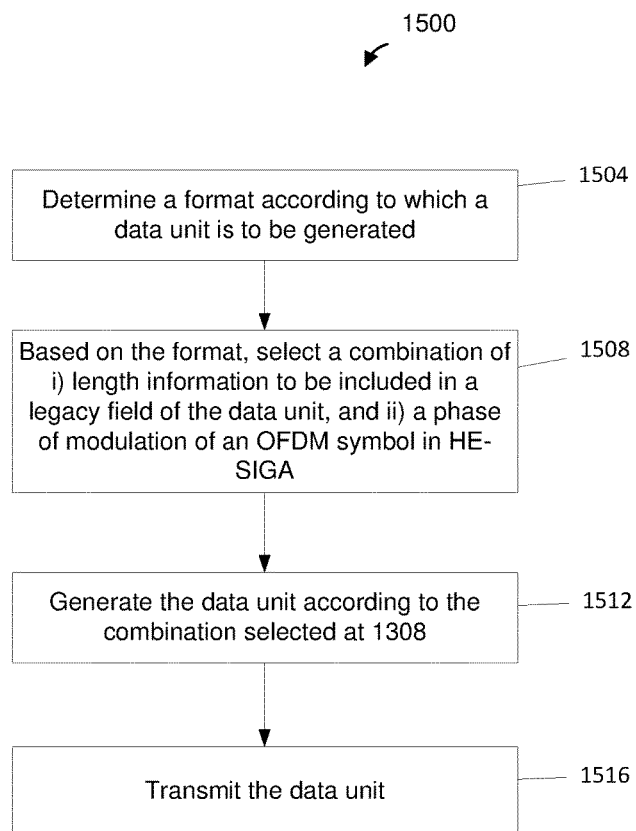 1500
1504
Determine a format according to which a
data unit is to be generated
1508
Based on the format, select a combination of
i) length information to be included in a
legacy field of the data unit, and ii) a phase
of modulation of an OFDM symbol in HE-
SIGA
1512
Generate the data unit according to the
combination selected at 1308
1516
Transmit the data unit